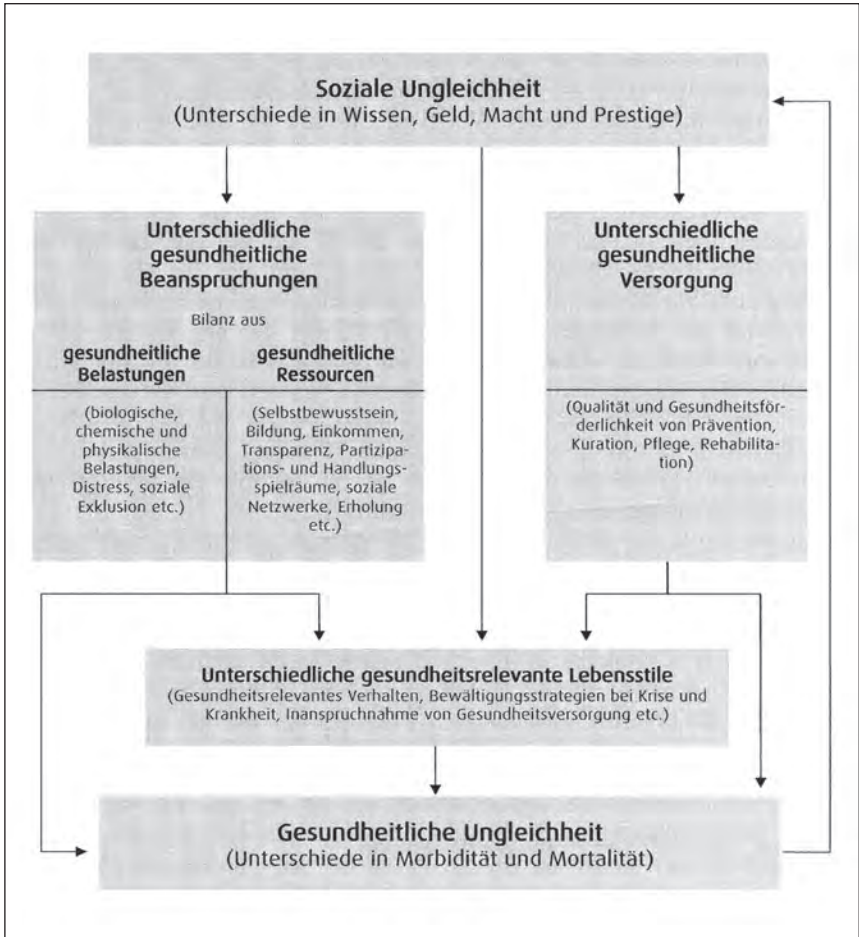 Soziale Ungleichheit
(Unterschiede in Wissen, Geld, Macht und Prestige)
Unterschiedliche
gesundheitliche
Beanspruchungen
Bilanz aus
gesundheitliche
Belastungen
(biologische,
chemische und
physikalische
Belastungen,
Distress, soziale
Exklusion etc.)
gesundheitliche
Ressourcen
(Selbstbewusstsein,
Bildung, Einkommen,
Transparenz, Partizipa-
tions- und Handlungs-
spielräume, soziale
Netzwerke, Erholung
etc.)
Unterschiedliche
gesundheitliche
Versorgung
(Qualität und Gesundheitsför-
derlichkeit von Prävention,
Kuration, Pflege, Rehabilita-
tion)
Unterschiedliche gesundheitsrelevante Lebensstile
(Gesundheitsrelevantes Verhalten, Bewältigungsstrategien bei Krise und
Krankheit, Inanspruchnahme von Gesundheitsversorgung etc.)
Gesundheitliche Ungleichheit
(Unterschiede in Morbidität und Mortalität)